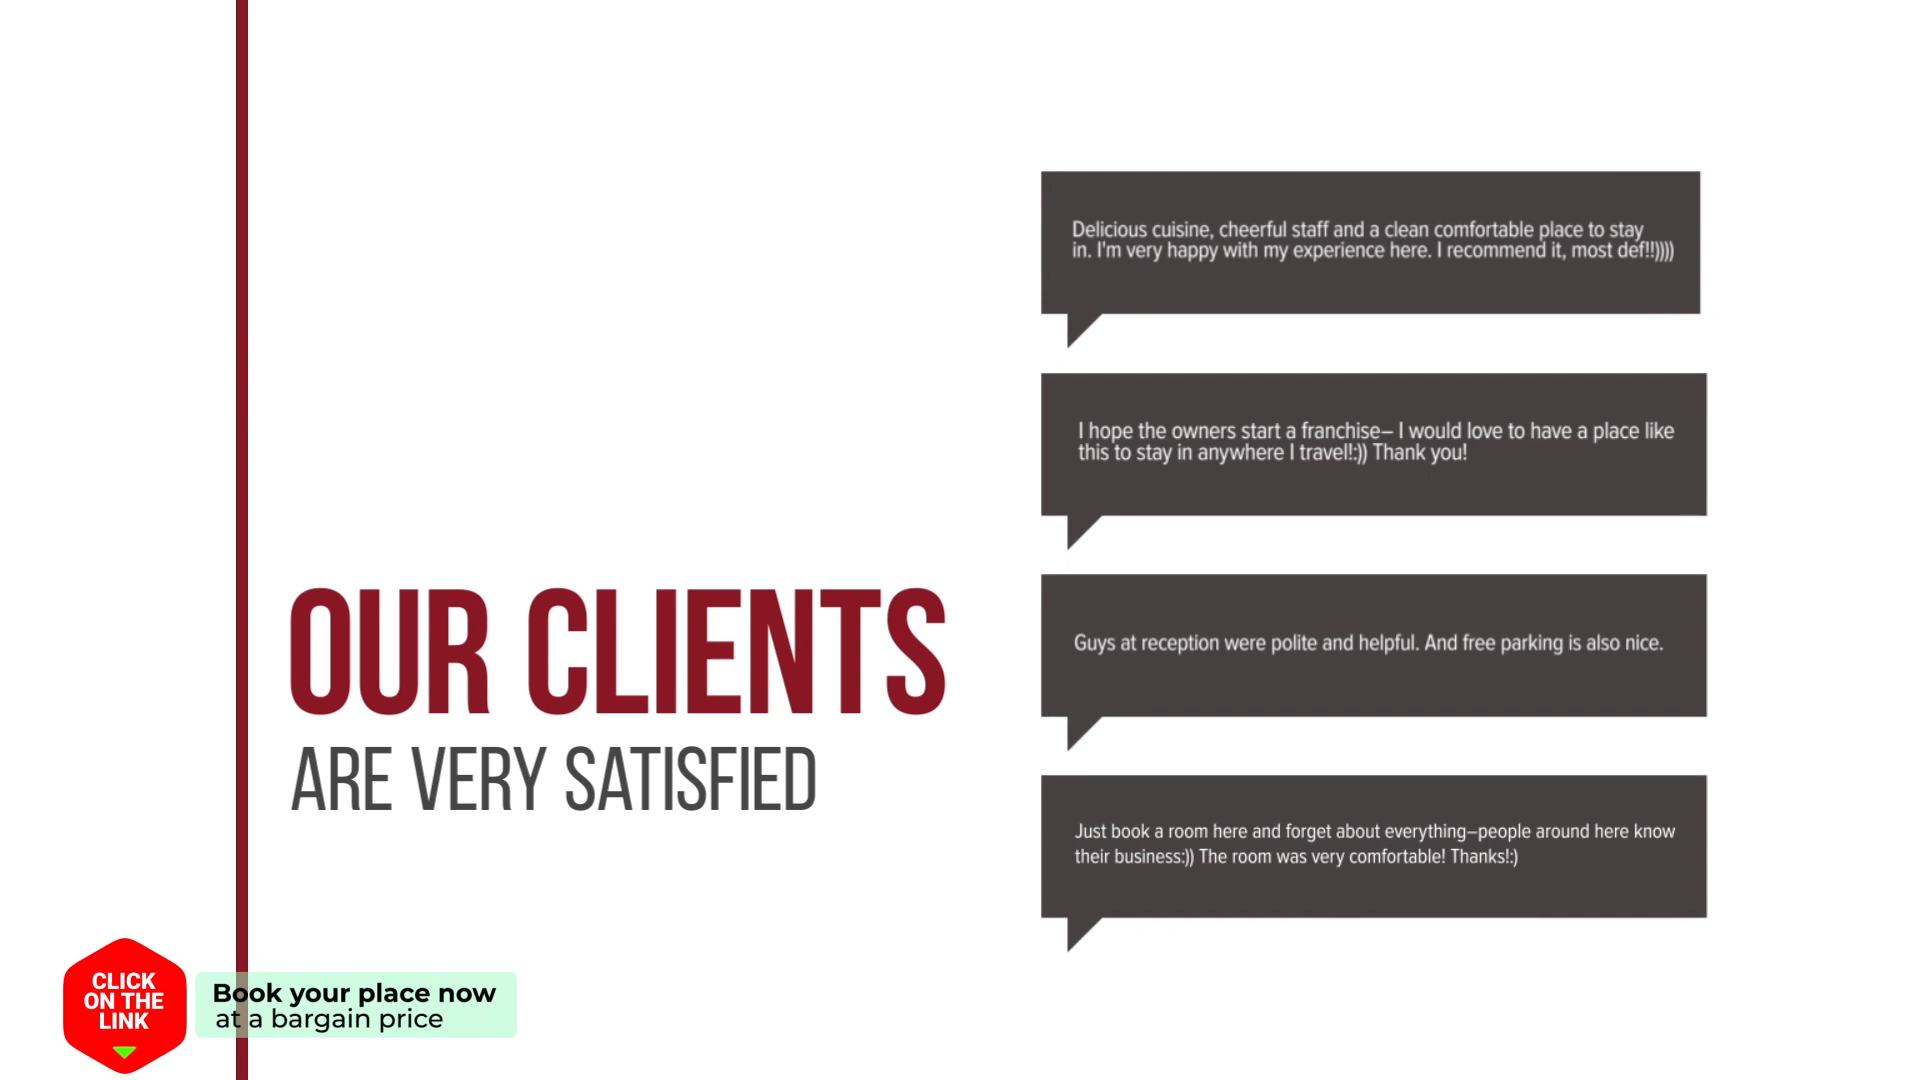 Delicious cuisine, cheerful staff and a clean comfortable place to stay
in. I'm very happy with my experience here. I recommend it, most def!!))))
I hope the owners start a franchise– I would love to have a place like
this to stay in anywhere I travel!:)) Thank you!
Guys at reception were polite and helpful. And free parking is also nice.
Just book a room here and forget about everything–people around here know
their business:)) The room was very comfortable! Thanks!:)
OUR CLIENTS
ARE VERY SATISFIED
CLICK
ON THE
LINK
Book your place now
at a bargain price